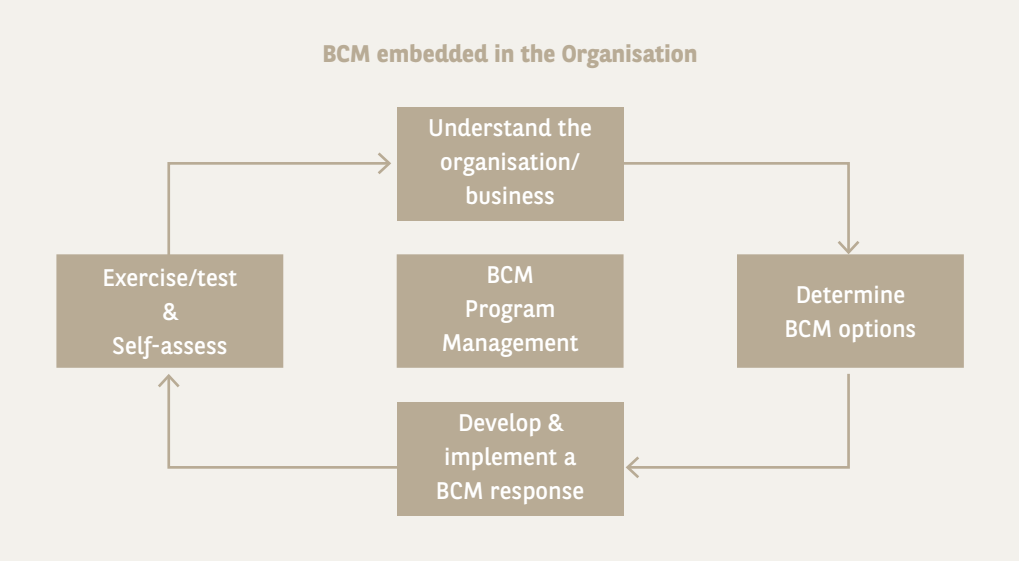 BCM embedded in the Organisation
Understand the
organisation/
business
Exercise/test
&
Self-assess
BCM
Program
Management
Determine
BCM options
Develop &
implement a
BCM response